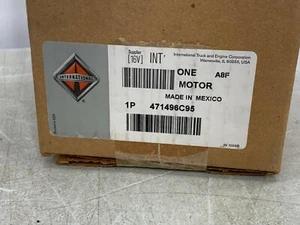 Supplier
[16V] INT'
International Truck and Engine Corporation
Warrenville, IL 60555, USA
INTERNATIONAL
ONE A8F
MOTOR
MADE IN MEXICO
1P 471496C95